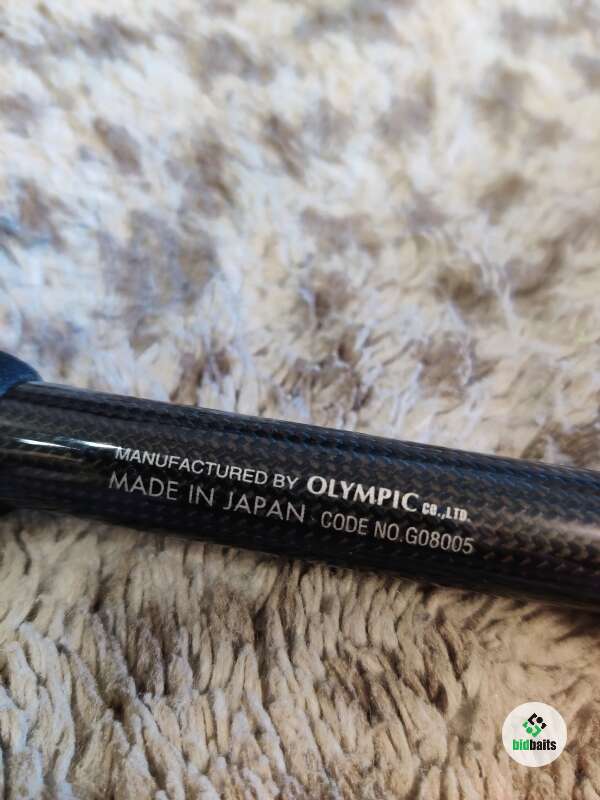 MANUFACTURED BY OLYMPIC CO.,LTD.
MADE IN JAPAN CODE NO.G08005
bidbaits